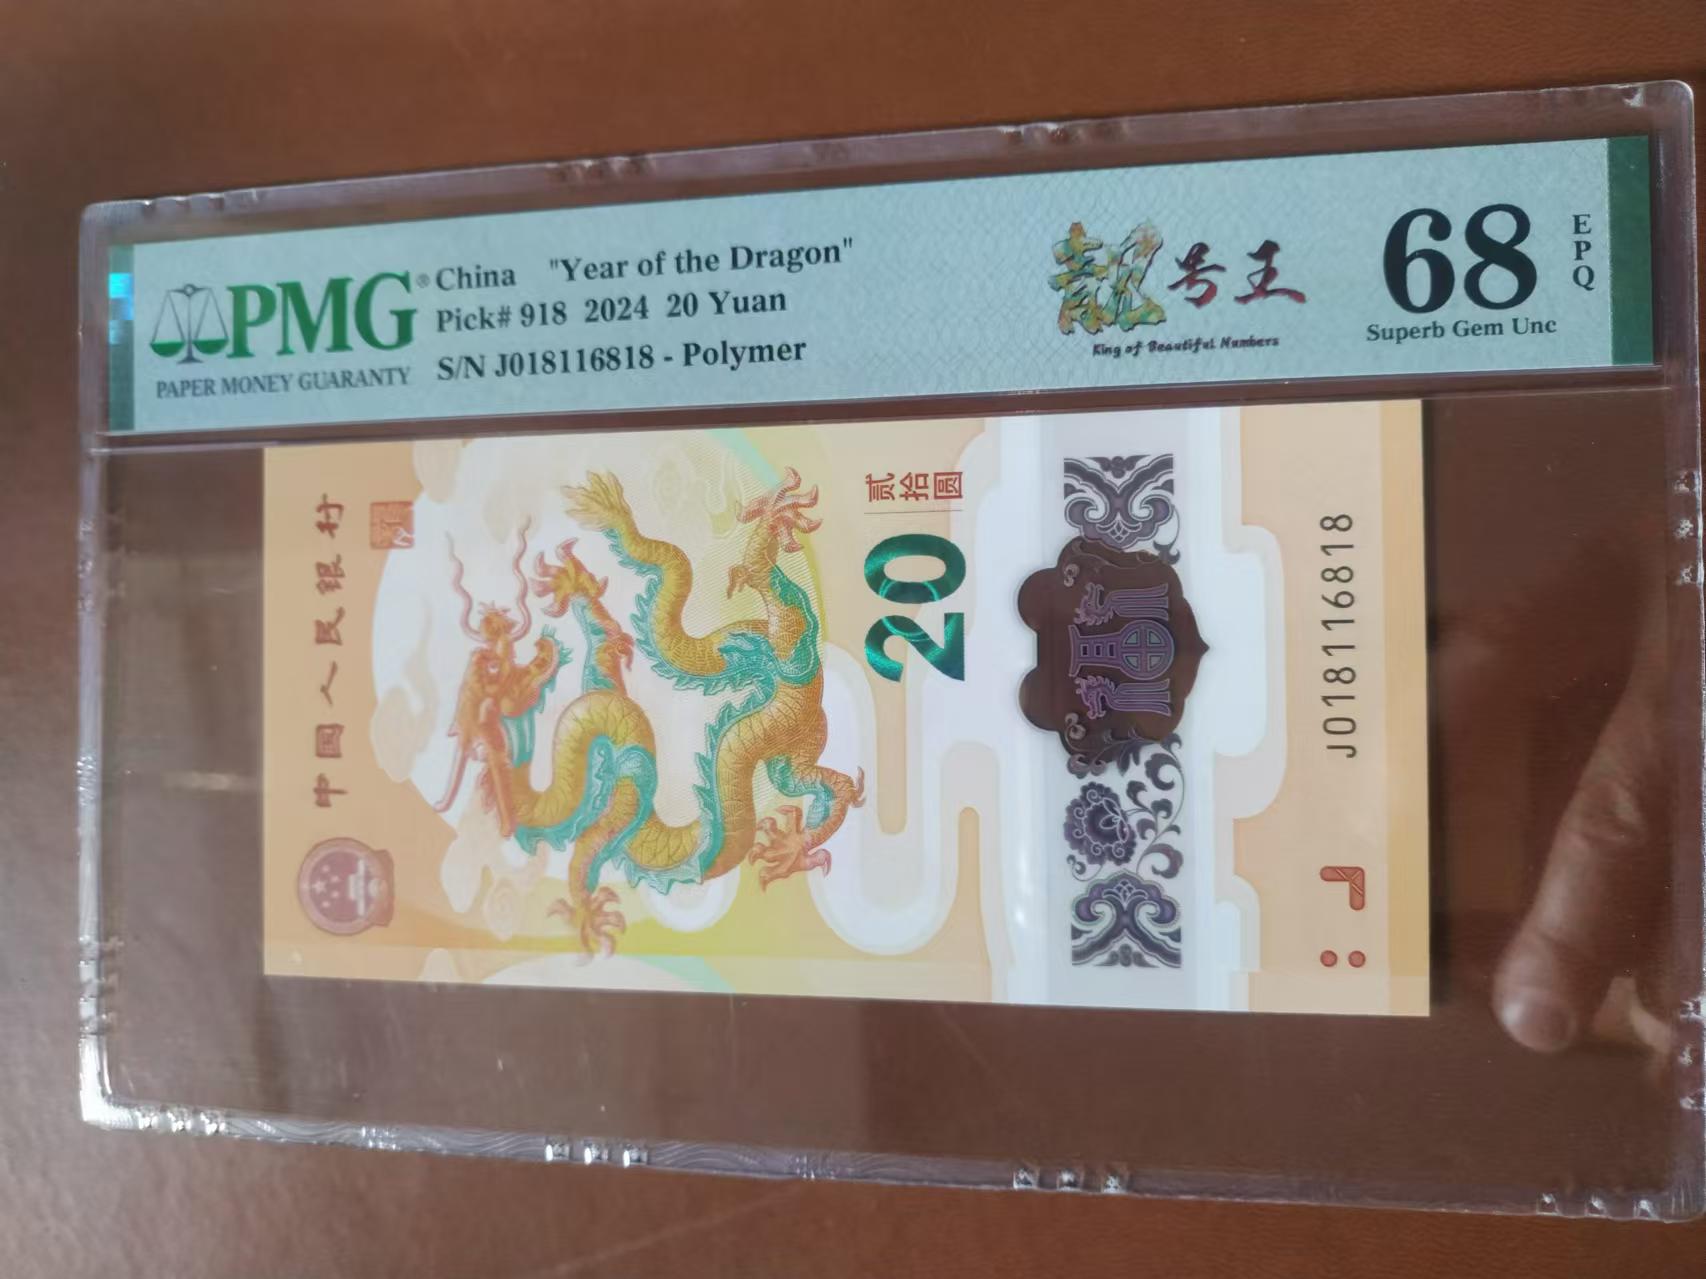 PMG®
PAPER MONEY GUARANTY
China "Year of the Dragon"
Pick# 918 2024 20 Yuan
S/N J018116818 - Polymer
靓号王
King of Beautiful Numbers
68
EPQ
Superb Gem Unc
中国人民银行
贰拾圆
20
J018116818